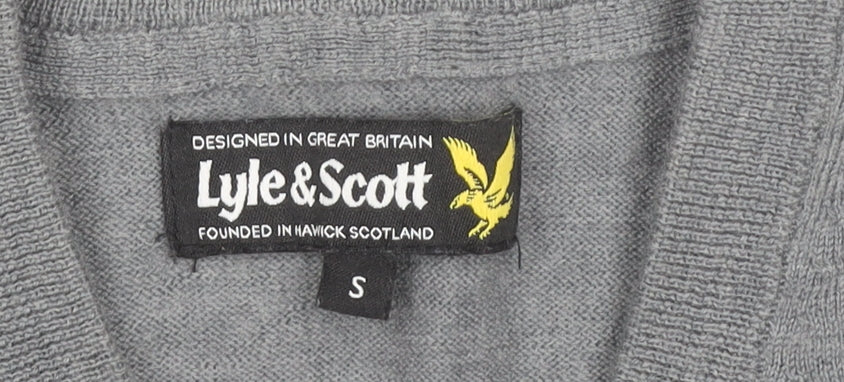 DESIGNED IN GREAT BRITAIN
Lyle & Scott
FOUNDED IN HAWICK SCOTLAND
S